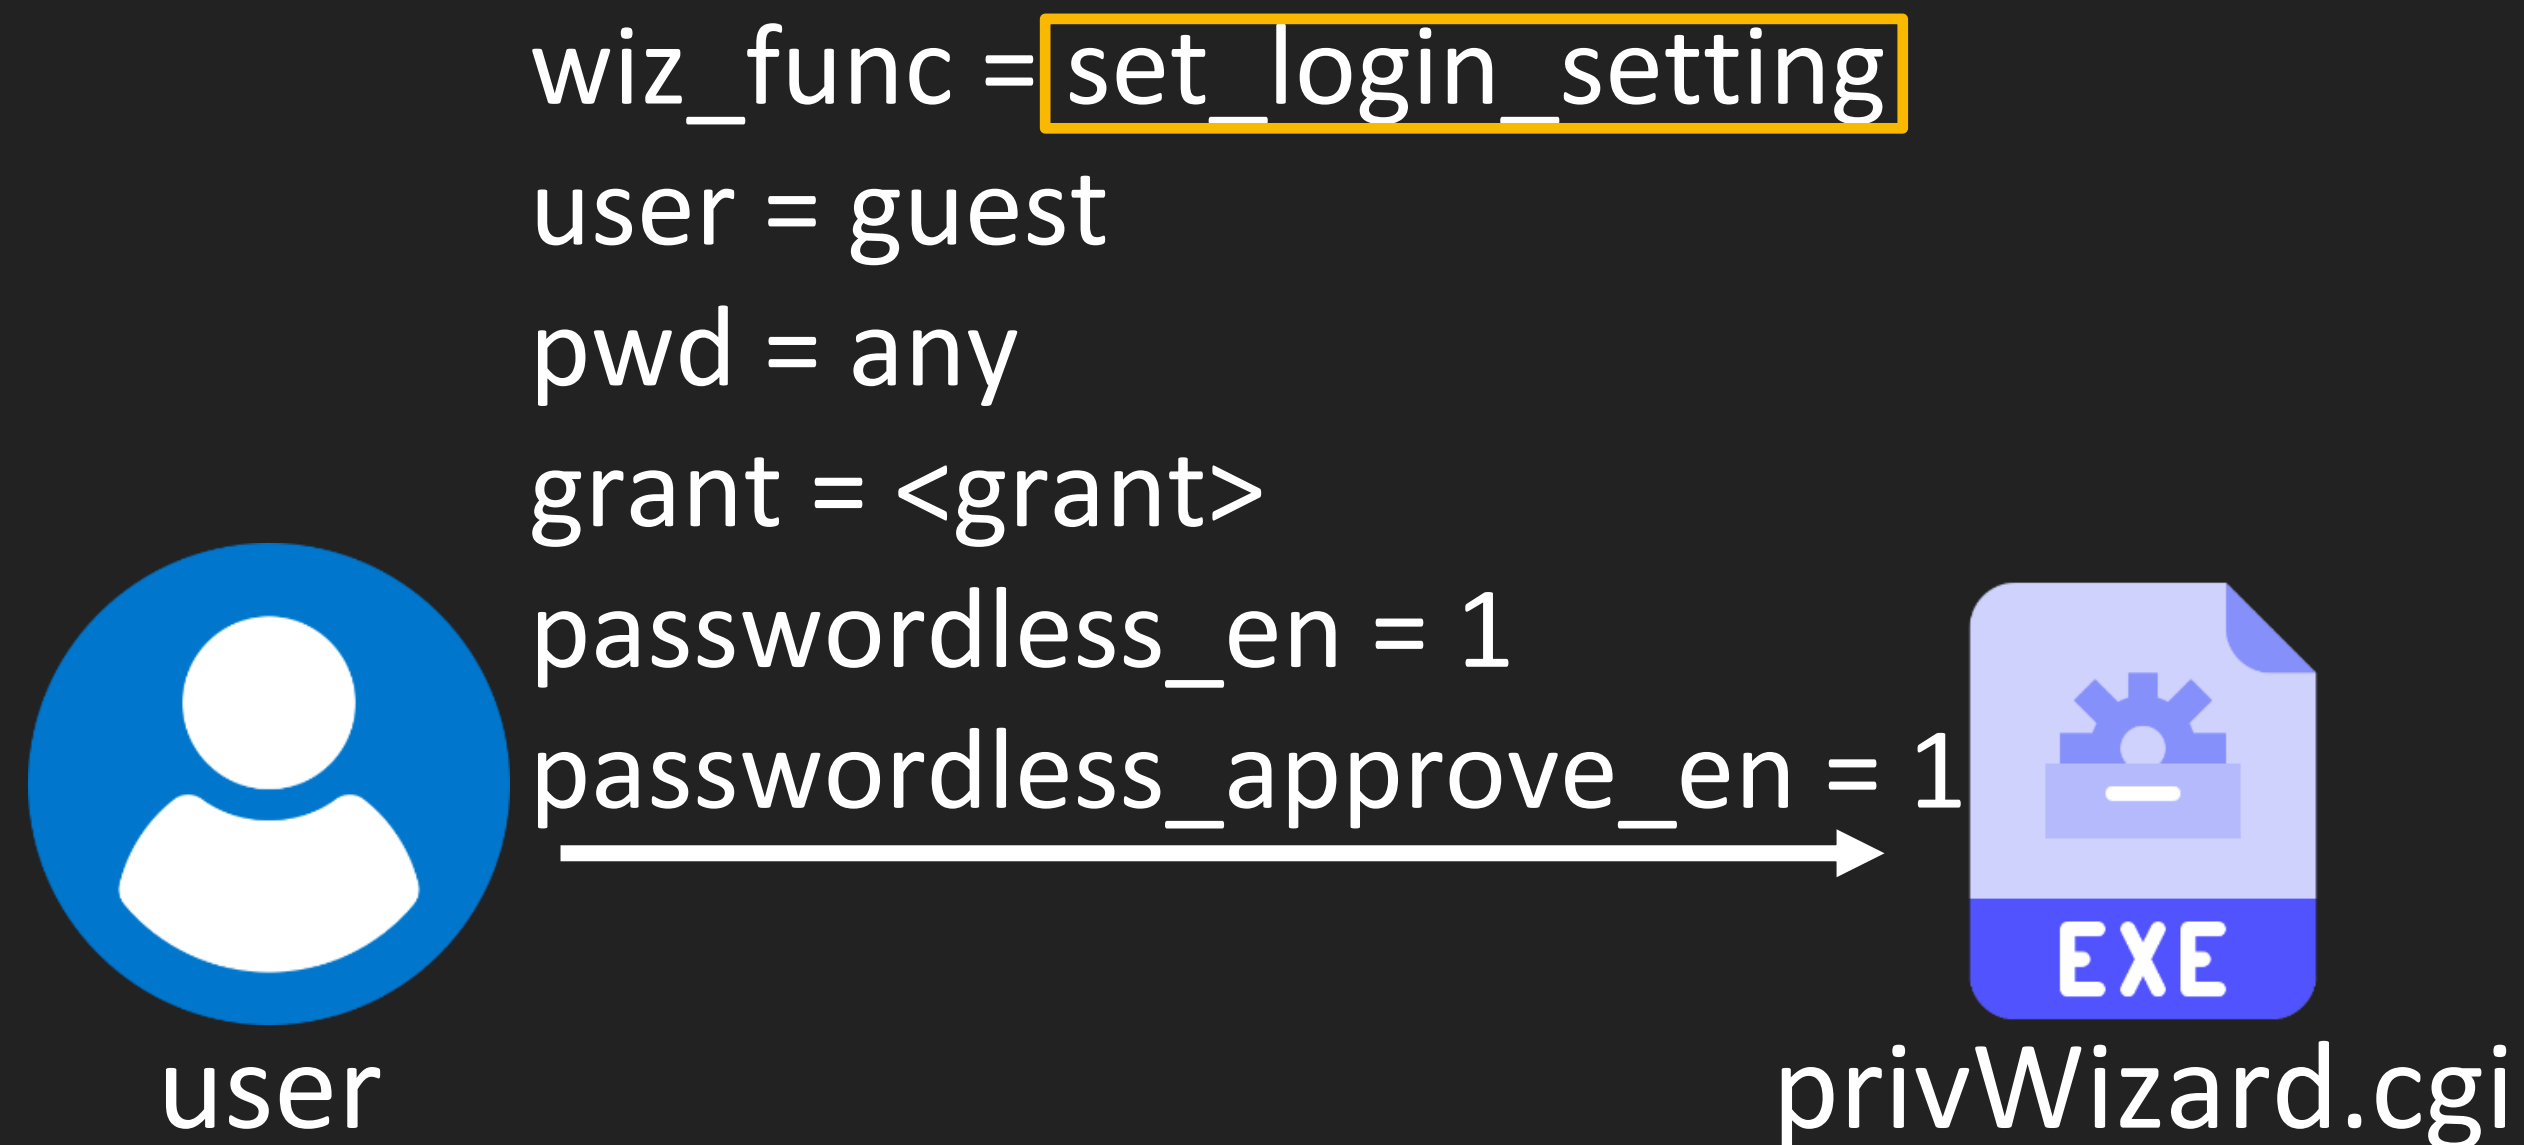 wiz_func = set_login_setting
user = guest
pwd = any
grant = <grant>
passwordless_en = 1
passwordless_approve_en = 1
EXE
user
privWizard.cgi